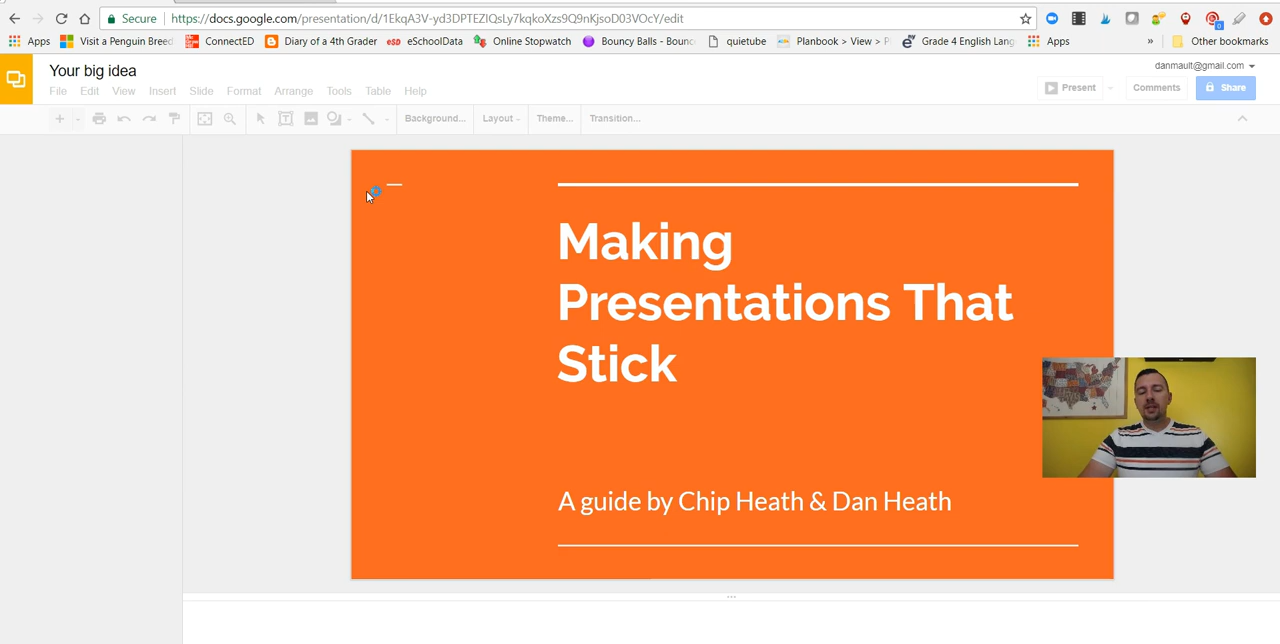 Secure https://docs.google.com/presentation/d/1EkqA3V-yd3DPTEZIQsLy7kqkoXzs9Q9nKjsoD03VOcY/edit
Apps Visit a Penguin Breed ConnectED Diary of a 4th Grader esd eSchoolData Online Stopwatch Bouncy Balls - Bounc quietube Planbook > View > P Grade 4 English Lang Apps » Other bookmarks
Your big idea
danmault@gmail.com
File Edit View Insert Slide Format Arrange Tools Table Help
Present Comments Share
Background... Layout Theme... Transition...
Making
Presentations That
Stick
A guide by Chip Heath & Dan Heath